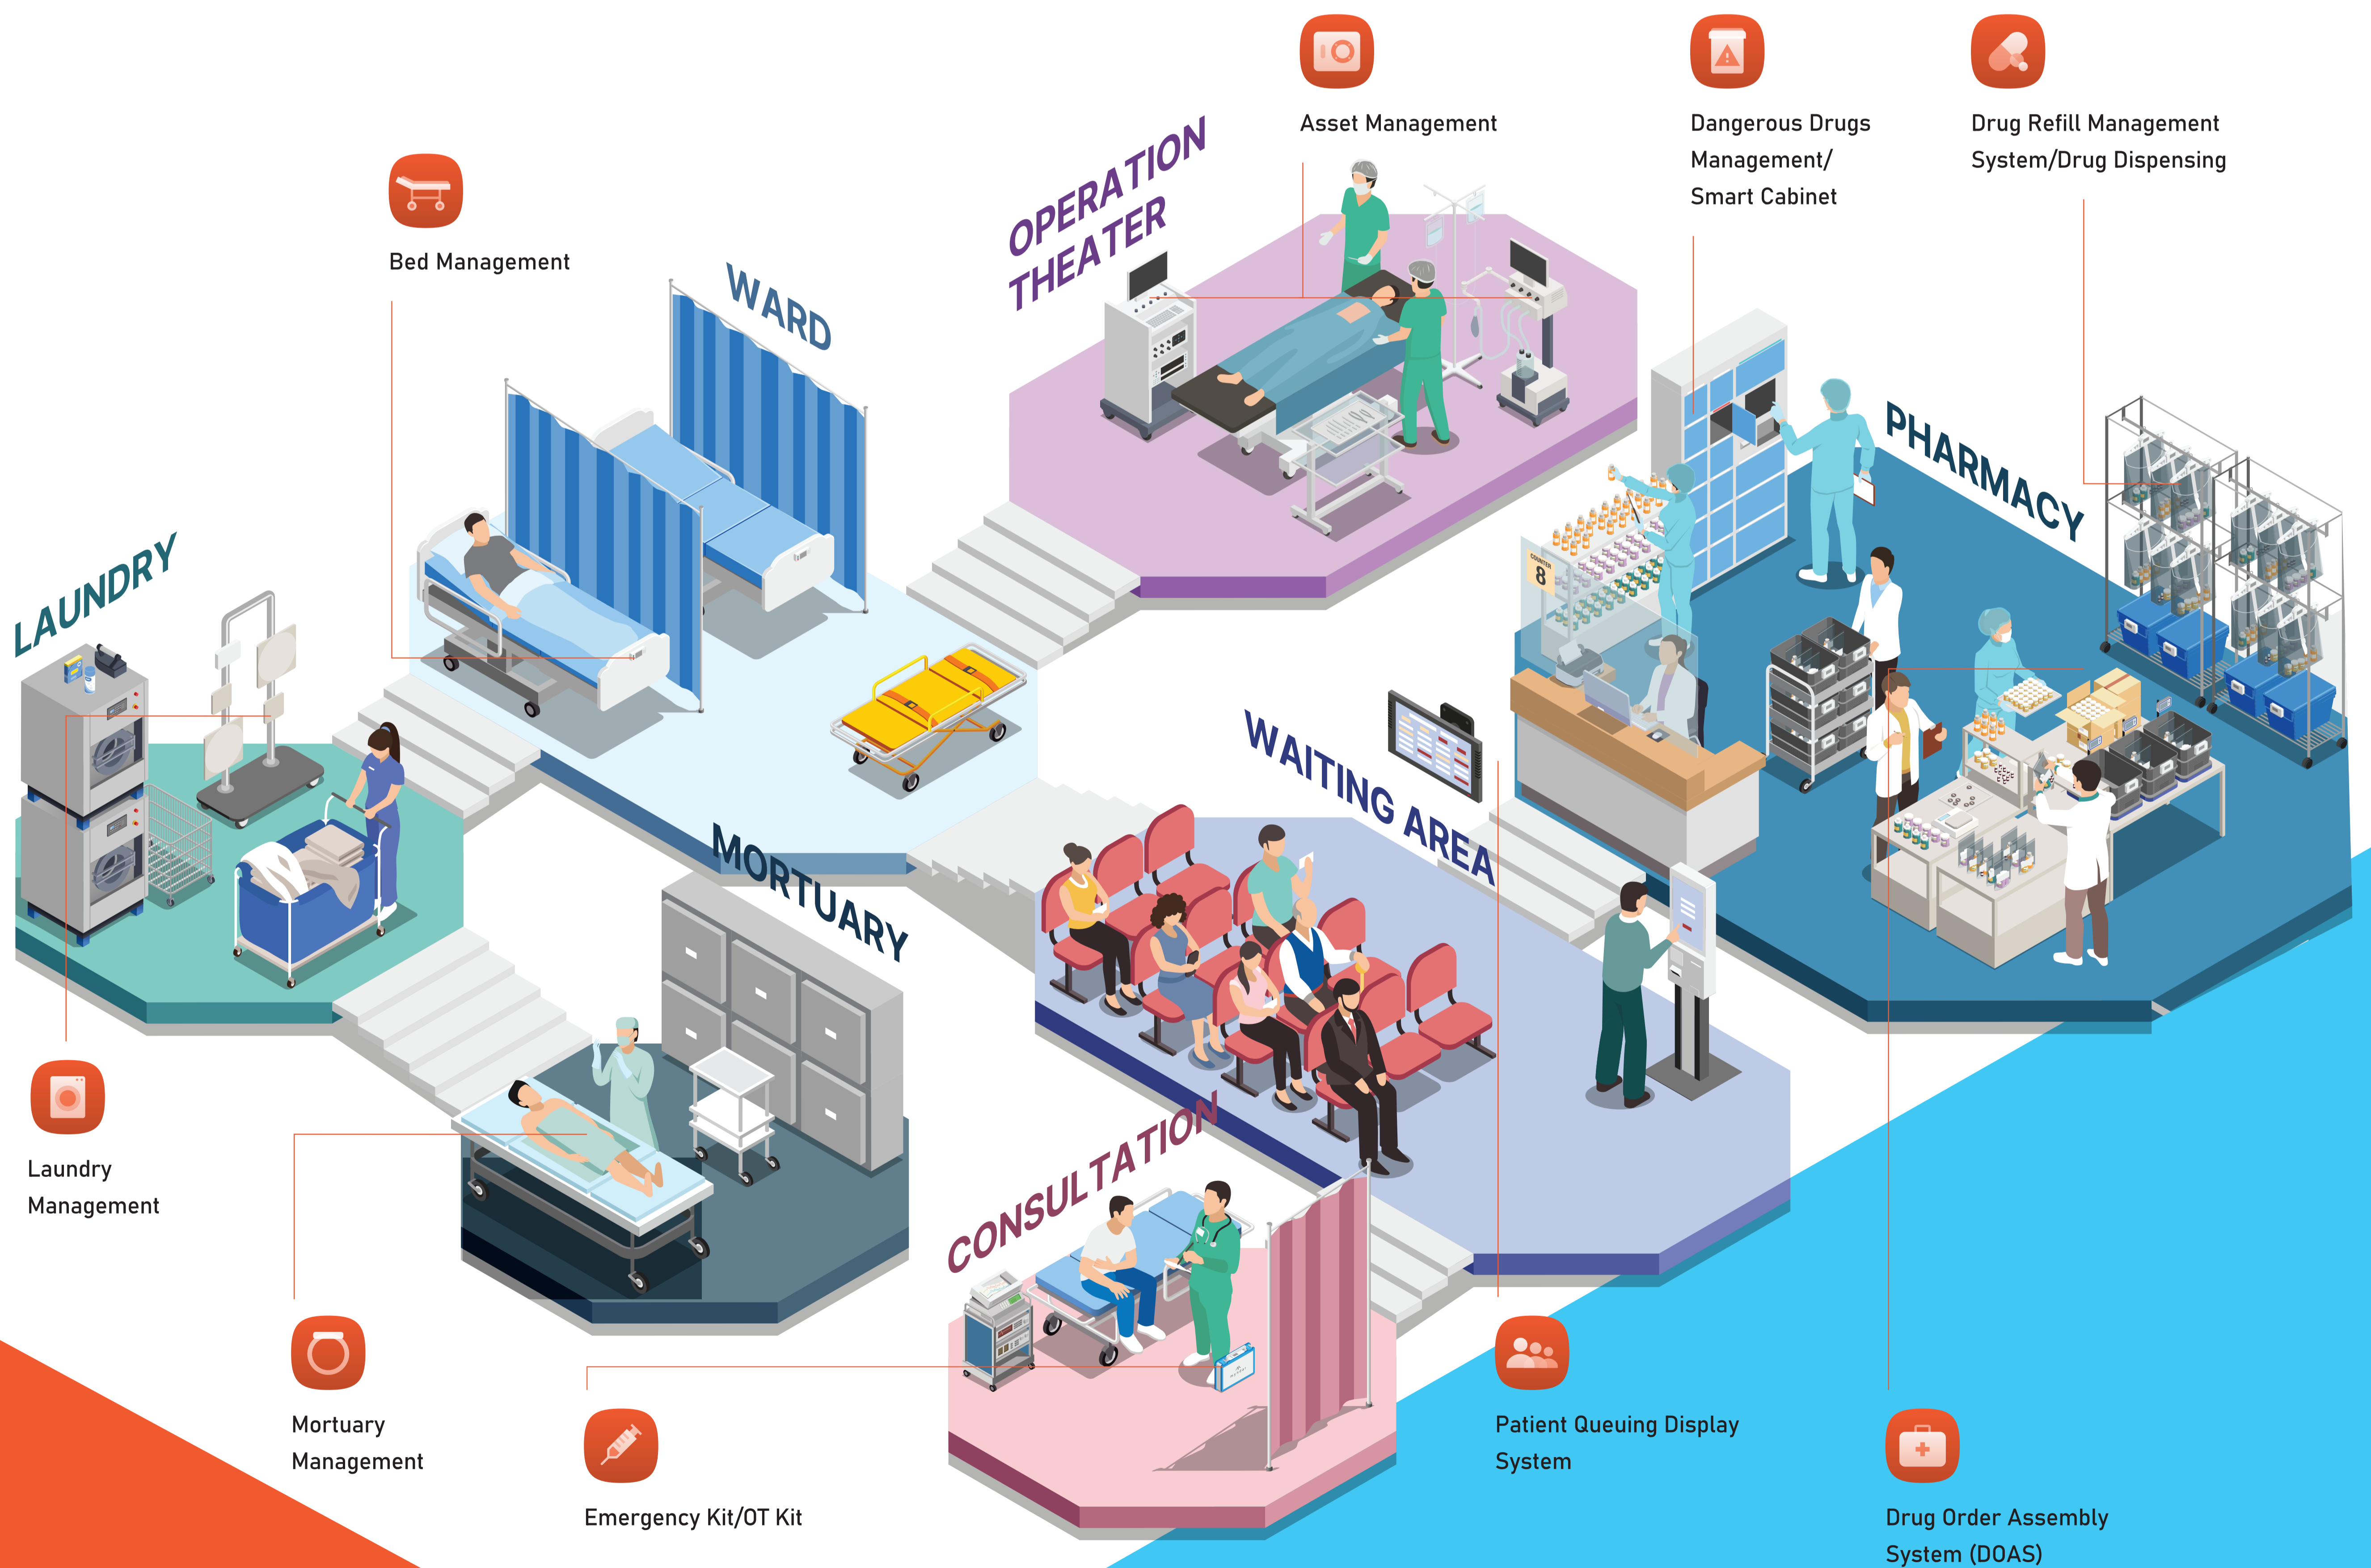 Asset Management
Dangerous Drugs
Management/
Smart Cabinet
Drug Refill Management
System/Drug Dispensing
Bed Management
OPERATION
THEATER
WARD
PHARMACY
LAUNDRY
COUNTER
8
WAITING AREA
MORTUARY
CONSULTATION
Laundry
Management
Mortuary
Management
Emergency Kit/OT Kit
Patient Queuing Display
System
Drug Order Assembly
System (DOAS)